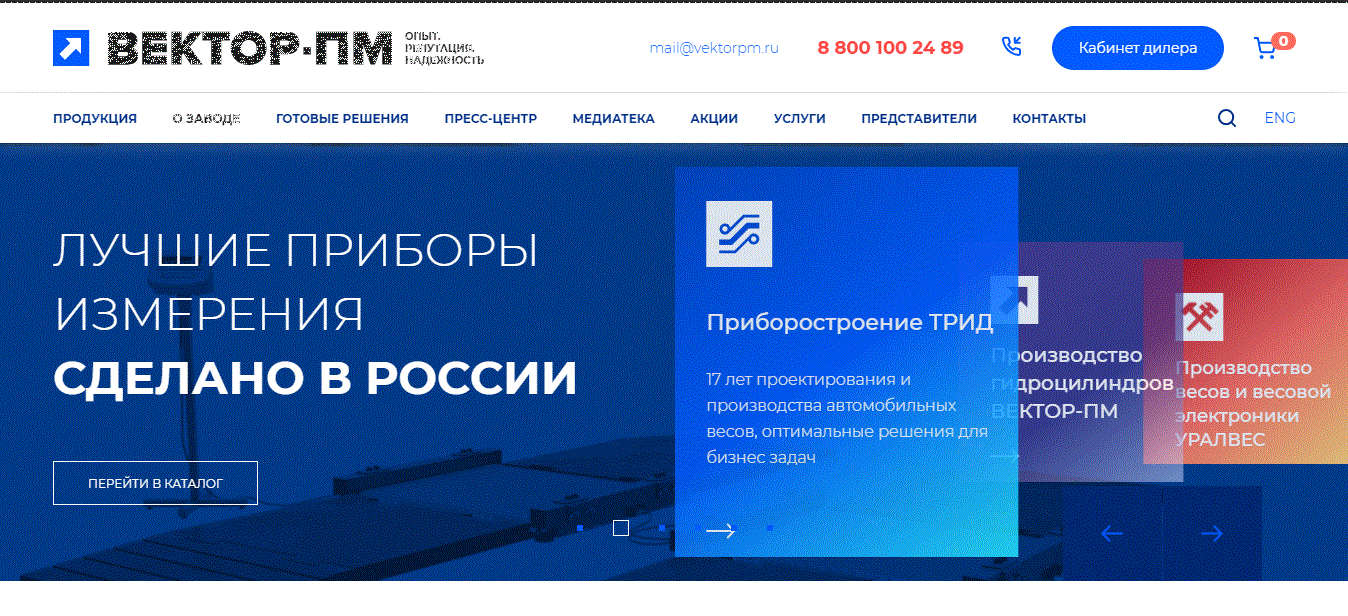 ВЕКТОР·ПМ
ОПЫТ.
РЕПУТАЦИЯ.
НАДЕЖНОСТЬ
mail@vektorpm.ru
8 800 100 24 89
Кабинет дилера
0
ПРОДУКЦИЯ
О ЗАВОДЕ
ГОТОВЫЕ РЕШЕНИЯ
ПРЕСС-ЦЕНТР
МЕДИАТЕКА
АКЦИИ
УСЛУГИ
ПРЕДСТАВИТЕЛИ
КОНТАКТЫ
ENG
ЛУЧШИЕ ПРИБОРЫ
ИЗМЕРЕНИЯ
СДЕЛАНО В РОССИИ
ПЕРЕЙТИ В КАТАЛОГ
Приборостроение ТРИД
17 лет проектирования и
производства автомобильных
весов, оптимальные решения для
бизнес задач
Производство
гидроцилиндров
ВЕКТОР-ПМ
Производство
весов и весовой
электроники
УРАЛВЕС